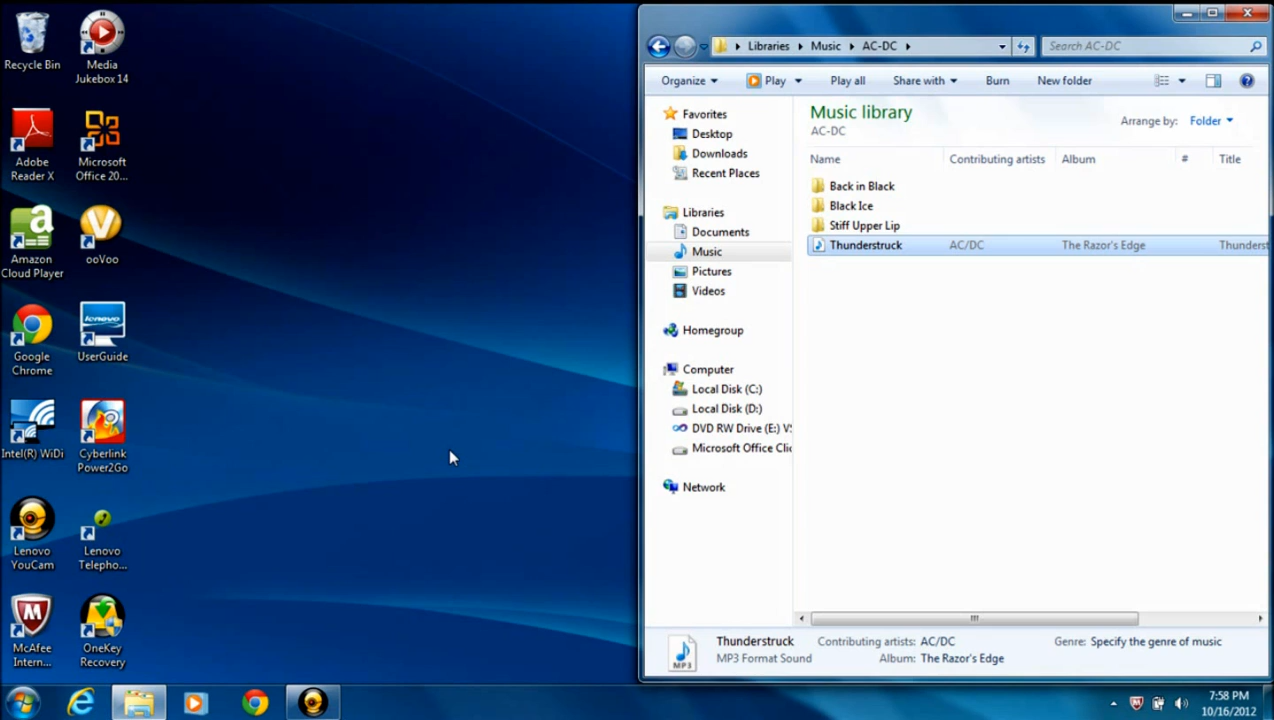 Recycle Bin
Media
Jukebox 14
Adobe
Reader X
Microsoft
Office 20...
Amazon
Cloud Player
ooVoo
Google
Chrome
UserGuide
Intel(R) WiDi
Cyberlink
Power2Go
Lenovo
YouCam
Lenovo
Telepho...
McAfee
Intern...
OneKey
Recovery
Libraries Music AC-DC Search AC-DC
Organize Play Play all Share with Burn New folder
Favorites
Desktop
Downloads
Recent Places
Libraries
Documents
Music
Pictures
Videos
Homegroup
Computer
Local Disk (C:)
Local Disk (D:)
DVD RW Drive (E:) VS
Microsoft Office Clic
Network
Music library
AC-DC
Arrange by: Folder
Name Contributing artists Album # Title
Back in Black
Black Ice
Stiff Upper Lip
Thunderstruck AC/DC The Razor's Edge Thunderst
Thunderstruck Contributing artists: AC/DC Genre: Specify the genre of music
MP3 Format Sound Album: The Razor's Edge
MP3
7:58 PM
10/16/2012